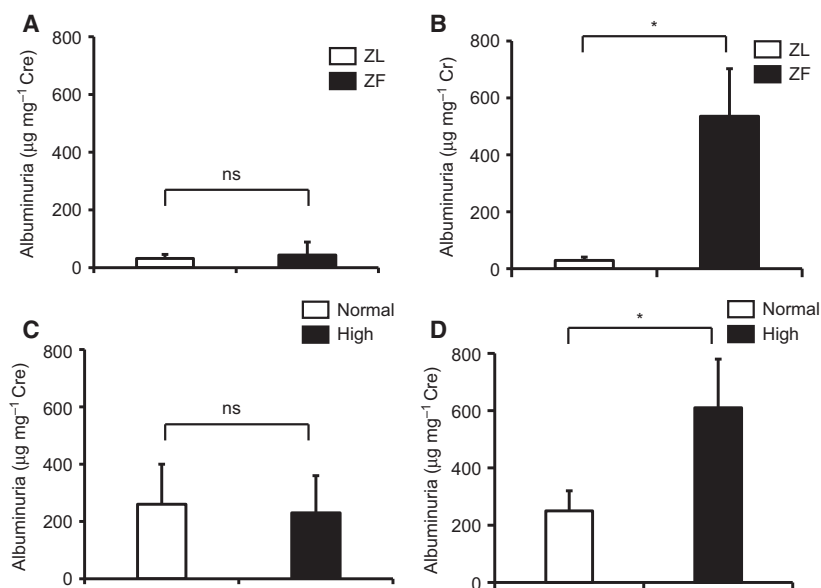 A
Albuminuria (μg mg⁻¹ Cre)
800
600
400
200
0
ns
ZL
ZF
B
Albuminuria (μg mg⁻¹ Cr)
800
600
400
200
0
*
ZL
ZF
C
Albuminuria (μg mg⁻¹ Cre)
800
600
400
200
0
ns
Normal
High
D
Albuminuria (μg mg⁻¹ Cre)
800
600
400
200
0
*
Normal
High